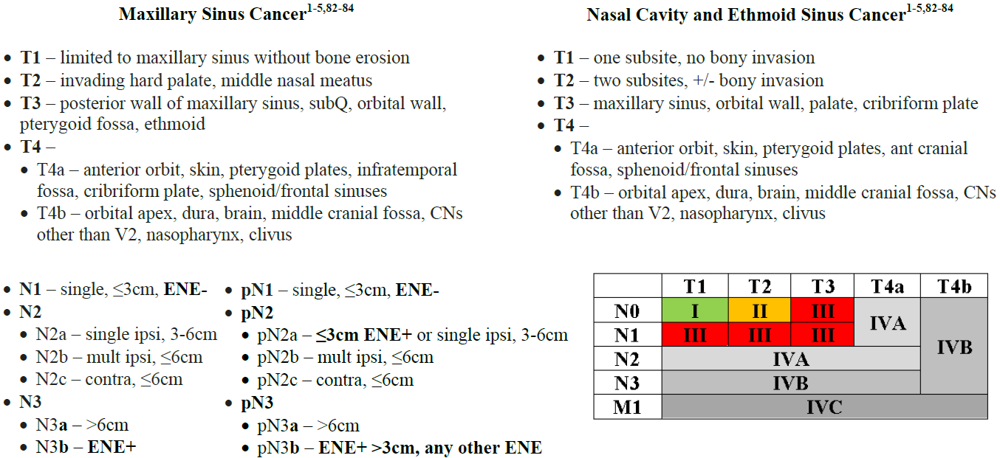 Maxillary Sinus Cancer1-5,82-84
• T1 – limited to maxillary sinus without bone erosion
• T2 – invading hard palate, middle nasal meatus
• T3 – posterior wall of maxillary sinus, subQ, orbital wall,
pterygoid fossa, ethmoid
• T4 –
• T4a – anterior orbit, skin, pterygoid plates, infratemporal
fossa, cribriform plate, sphenoid/frontal sinuses
• T4b – orbital apex, dura, brain, middle cranial fossa, CNs
other than V2, nasopharynx, clivus
Nasal Cavity and Ethmoid Sinus Cancer1-5,82-84
• T1 – one subsite, no bony invasion
• T2 – two subsites, +/- bony invasion
• T3 – maxillary sinus, orbital wall, palate, cribriform plate
• T4 –
• T4a – anterior orbit, skin, pterygoid plates, ant cranial
fossa, sphenoid/frontal sinuses
• T4b – orbital apex, dura, brain, middle cranial fossa, CNs
other than V2, nasopharynx, clivus
• N1 – single, ≤3cm, ENE-
• N2
• N2a – single ipsi, 3-6cm
• N2b – mult ipsi, ≤6cm
• N2c – contra, ≤6cm
• N3
• N3a – >6cm
• N3b – ENE+
• pN1 – single, ≤3cm, ENE-
• pN2
• pN2a – ≤3cm ENE+ or single ipsi, 3-6cm
• pN2b – mult ipsi, ≤6cm
• pN2c – contra, ≤6cm
• pN3
• pN3a – >6cm
• pN3b – ENE+ >3cm, any other ENE
T1 T2 T3 T4a T4b
N0 I II III IVA IVB
N1 III III III
N2 IVA
N3 IVB
M1 IVC